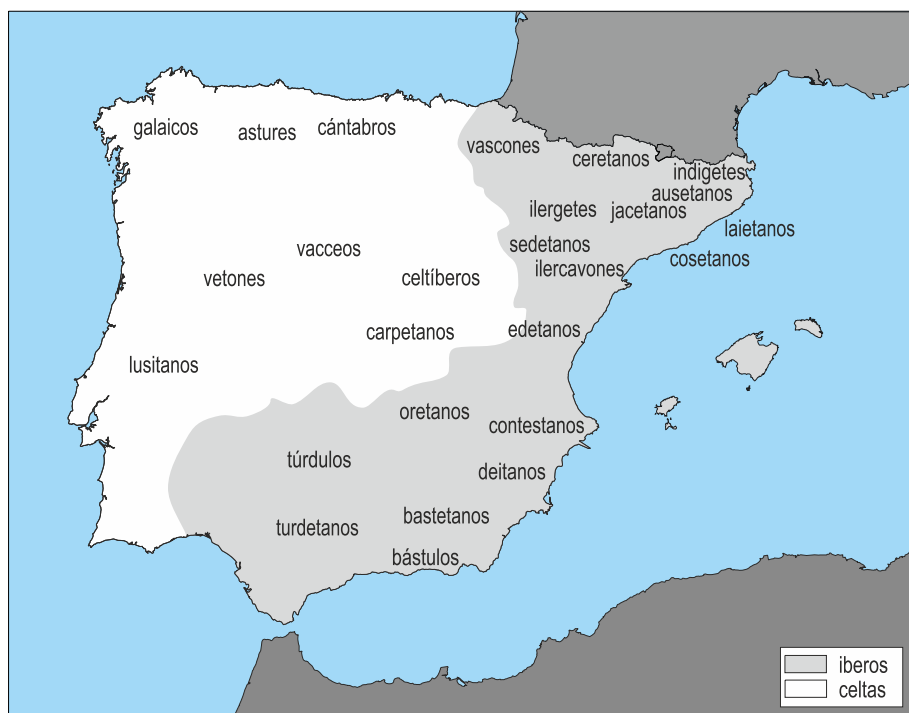 galaicos
astures
cántabros
vascones
ceretanos
indigetes
ausetanos
ilergetes
jacetanos
laietanos
sedetanos
vacceos
cosetanos
ilercavones
vetones
celtíberos
carpetanos
edetanos
lusitanos
oretanos
contestanos
túrdulos
deitanos
bastetanos
turdetanos
bástulos
iberos
celtas